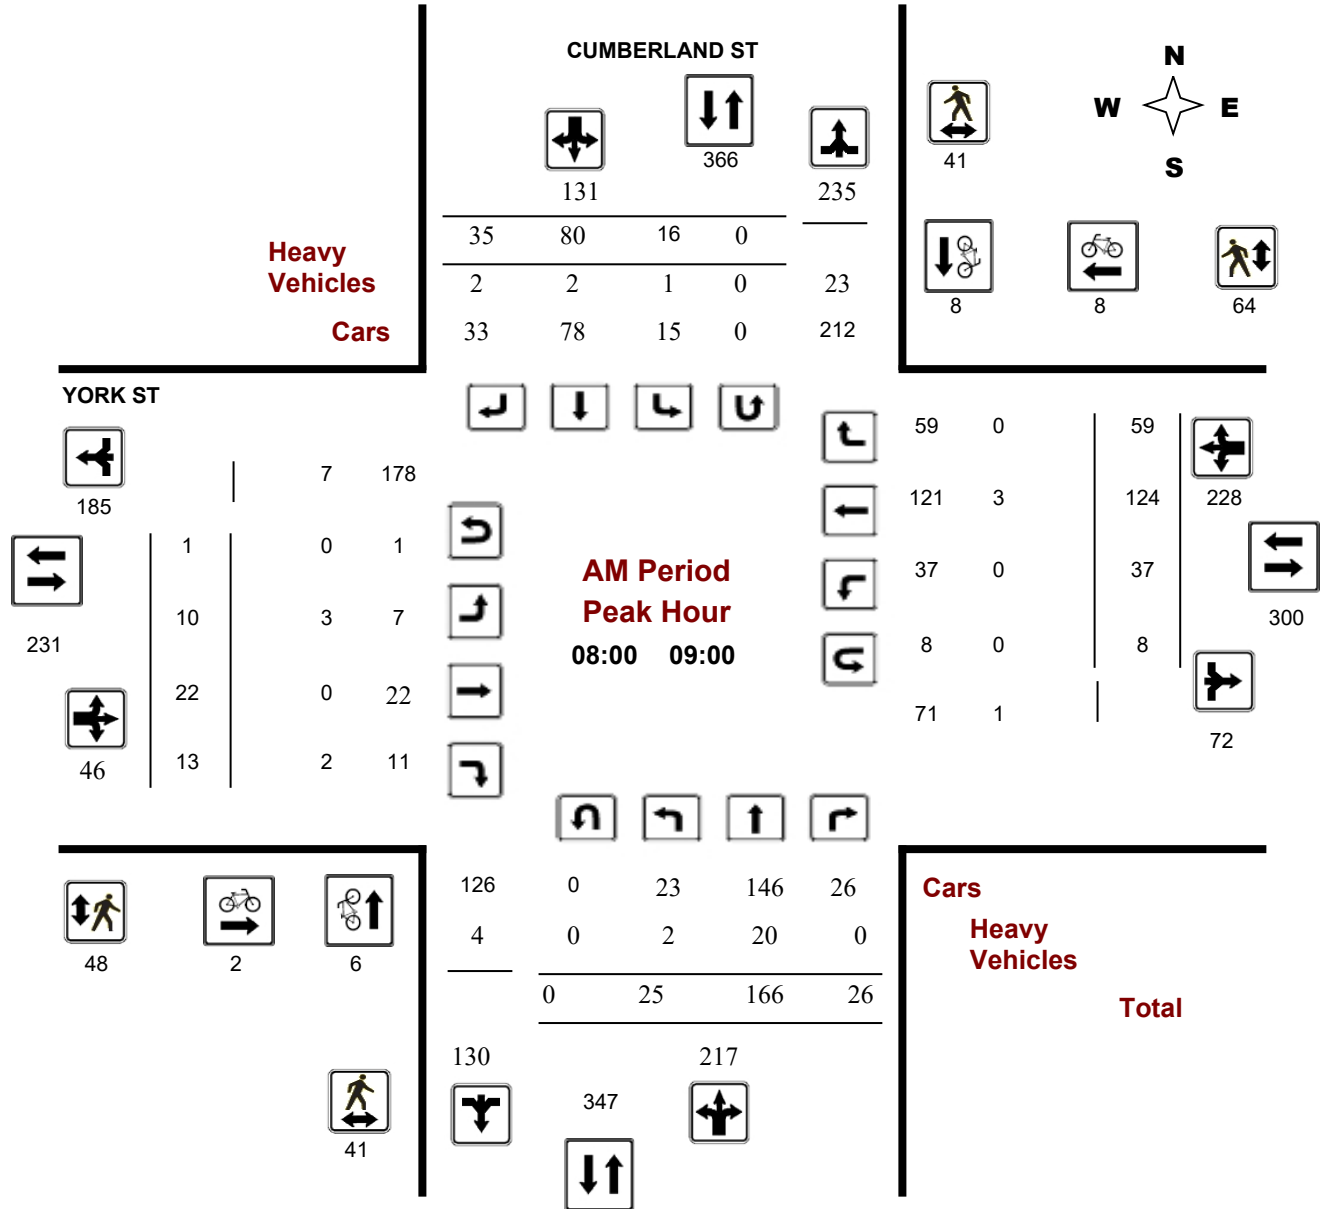 CUMBERLAND ST
N
W E
S
366
41
131
235
35 80 16 0
Heavy
Vehicles
2 2 1 0 23
8 8 64
Cars
33 78 15 0 212
YORK ST
59 0 59
7 178
185
121 3 124 228
1 0 1
AM Period
37 0 37
Peak Hour
10 3 7
300
231
08:00 09:00
8 0 8
22 0 22
71 1
72
46
13 2 11
126 0 23 146 26
Cars
4 0 2 20 0
Heavy
Vehicles
48 2 6
0 25 166 26
Total
130 217
347
41